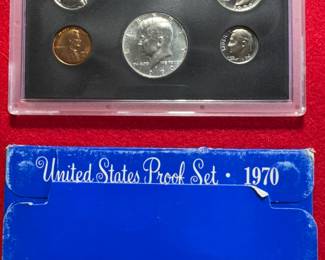 United States Proof Set · 1970